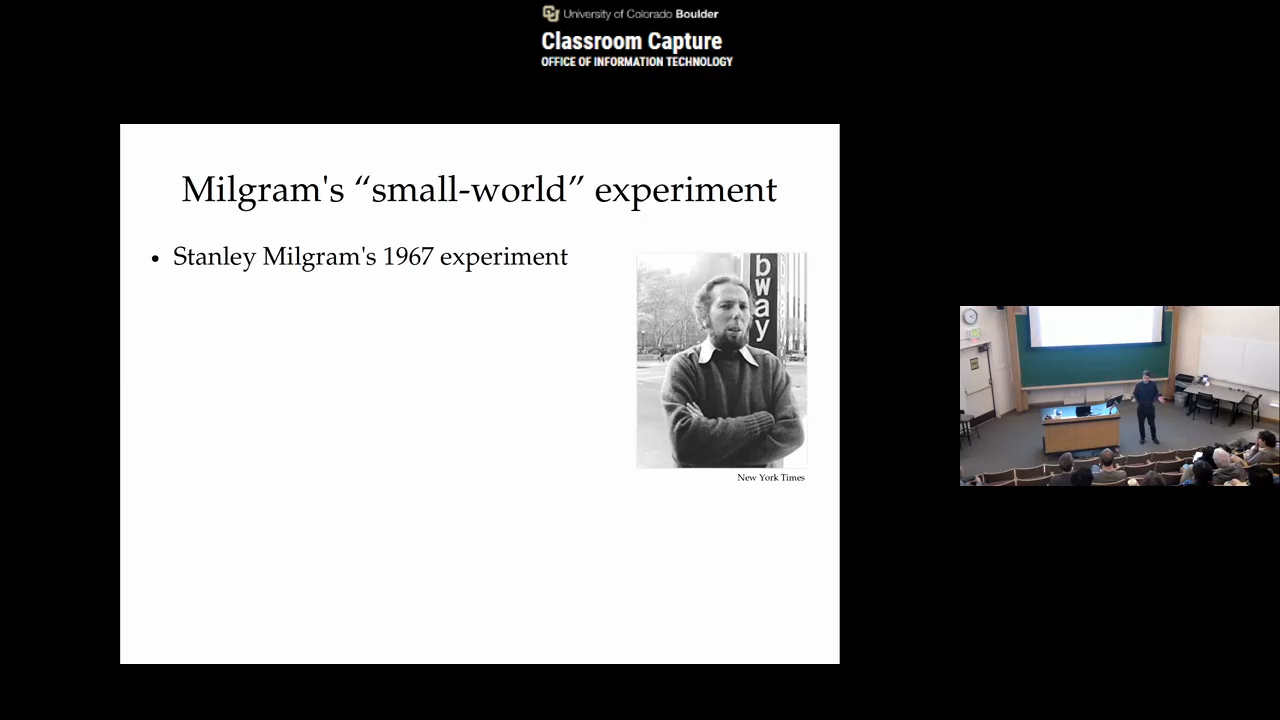 University of Colorado Boulder
Classroom Capture
OFFICE OF INFORMATION TECHNOLOGY
Milgram's “small-world” experiment
• Stanley Milgram's 1967 experiment
bway
New York Times